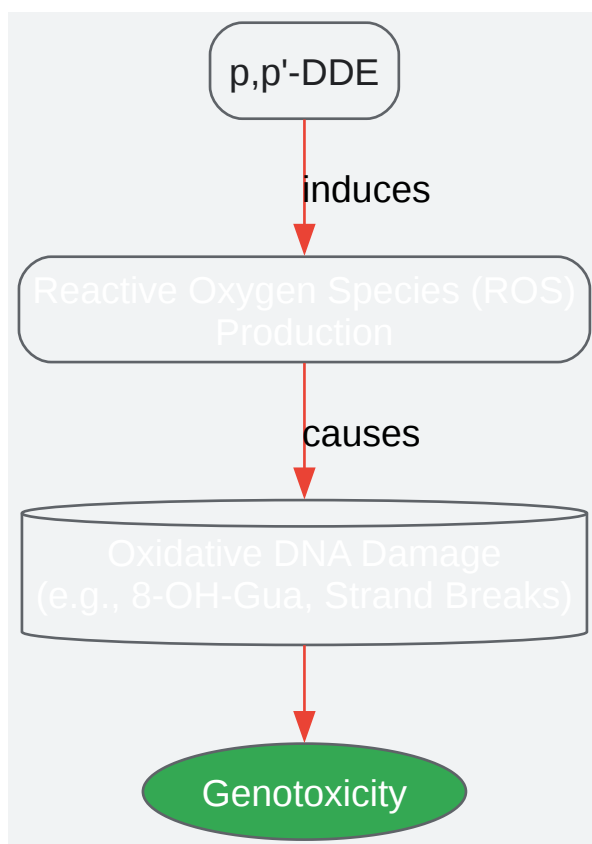 p,p'-DDE
induces
Reactive Oxygen Species (ROS)
Production
causes
Oxidative DNA Damage
(e.g., 8-OH-Gua, Strand Breaks)
Genotoxicity